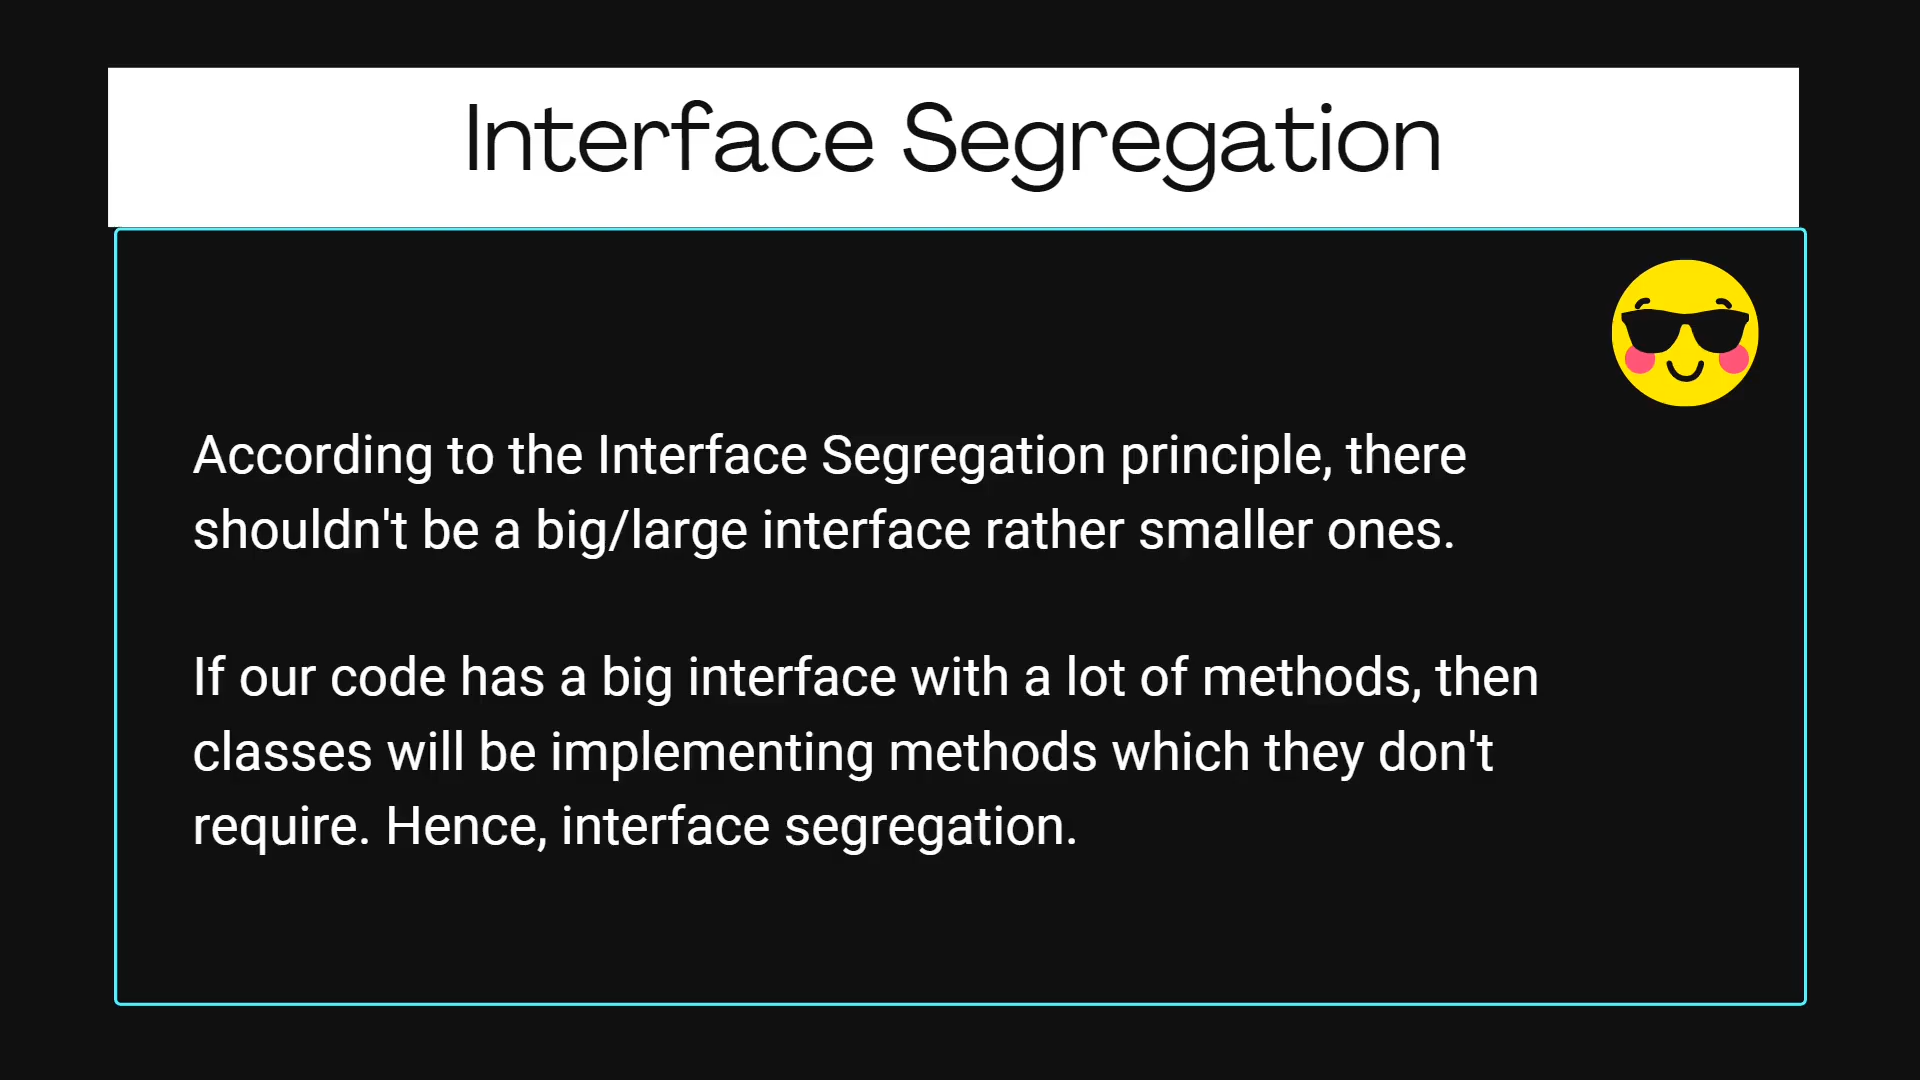 Interface Segregation
According to the Interface Segregation principle, there
shouldn't be a big/large interface rather smaller ones.
If our code has a big interface with a lot of methods, then
classes will be implementing methods which they don't
require. Hence, interface segregation.